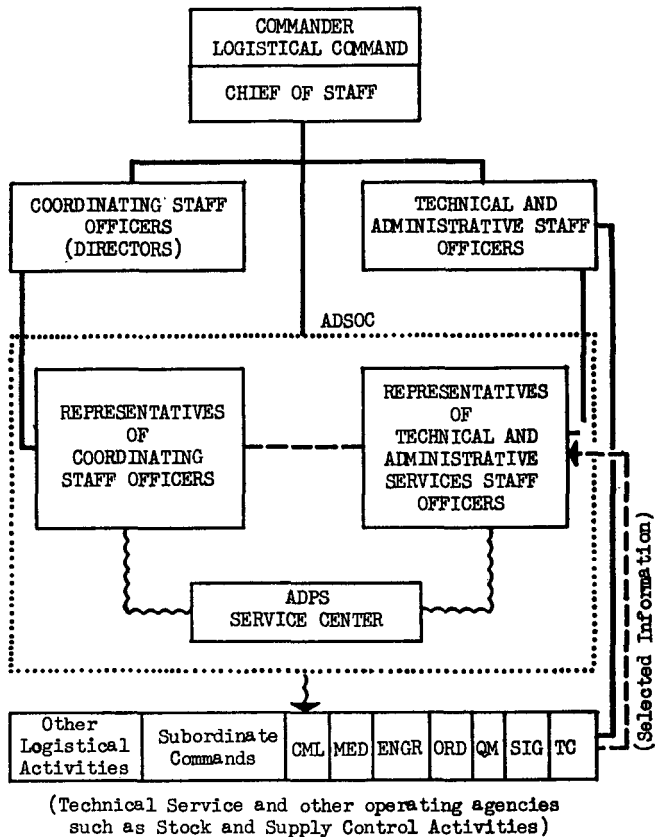 COMMANDER
LOGISTICAL COMMAND
CHIEF OF STAFF
COORDINATING STAFF
OFFICERS
(DIRECTORS)
TECHNICAL AND
ADMINISTRATIVE STAFF
OFFICERS
ADSOC
REPRESENTATIVES
OF
COORDINATING
STAFF OFFICERS
REPRESENTATIVES
OF
TECHNICAL AND
ADMINISTRATIVE
SERVICES STAFF
OFFICERS
ADPS
SERVICE CENTER
(Selected Information)
Other
Logistical
Activities
Subordinate
Commands
CML
MED
ENGR
ORD
QM
SIG
TC
(Technical Service and other operating agencies
such as Stock and Supply Control Activities)